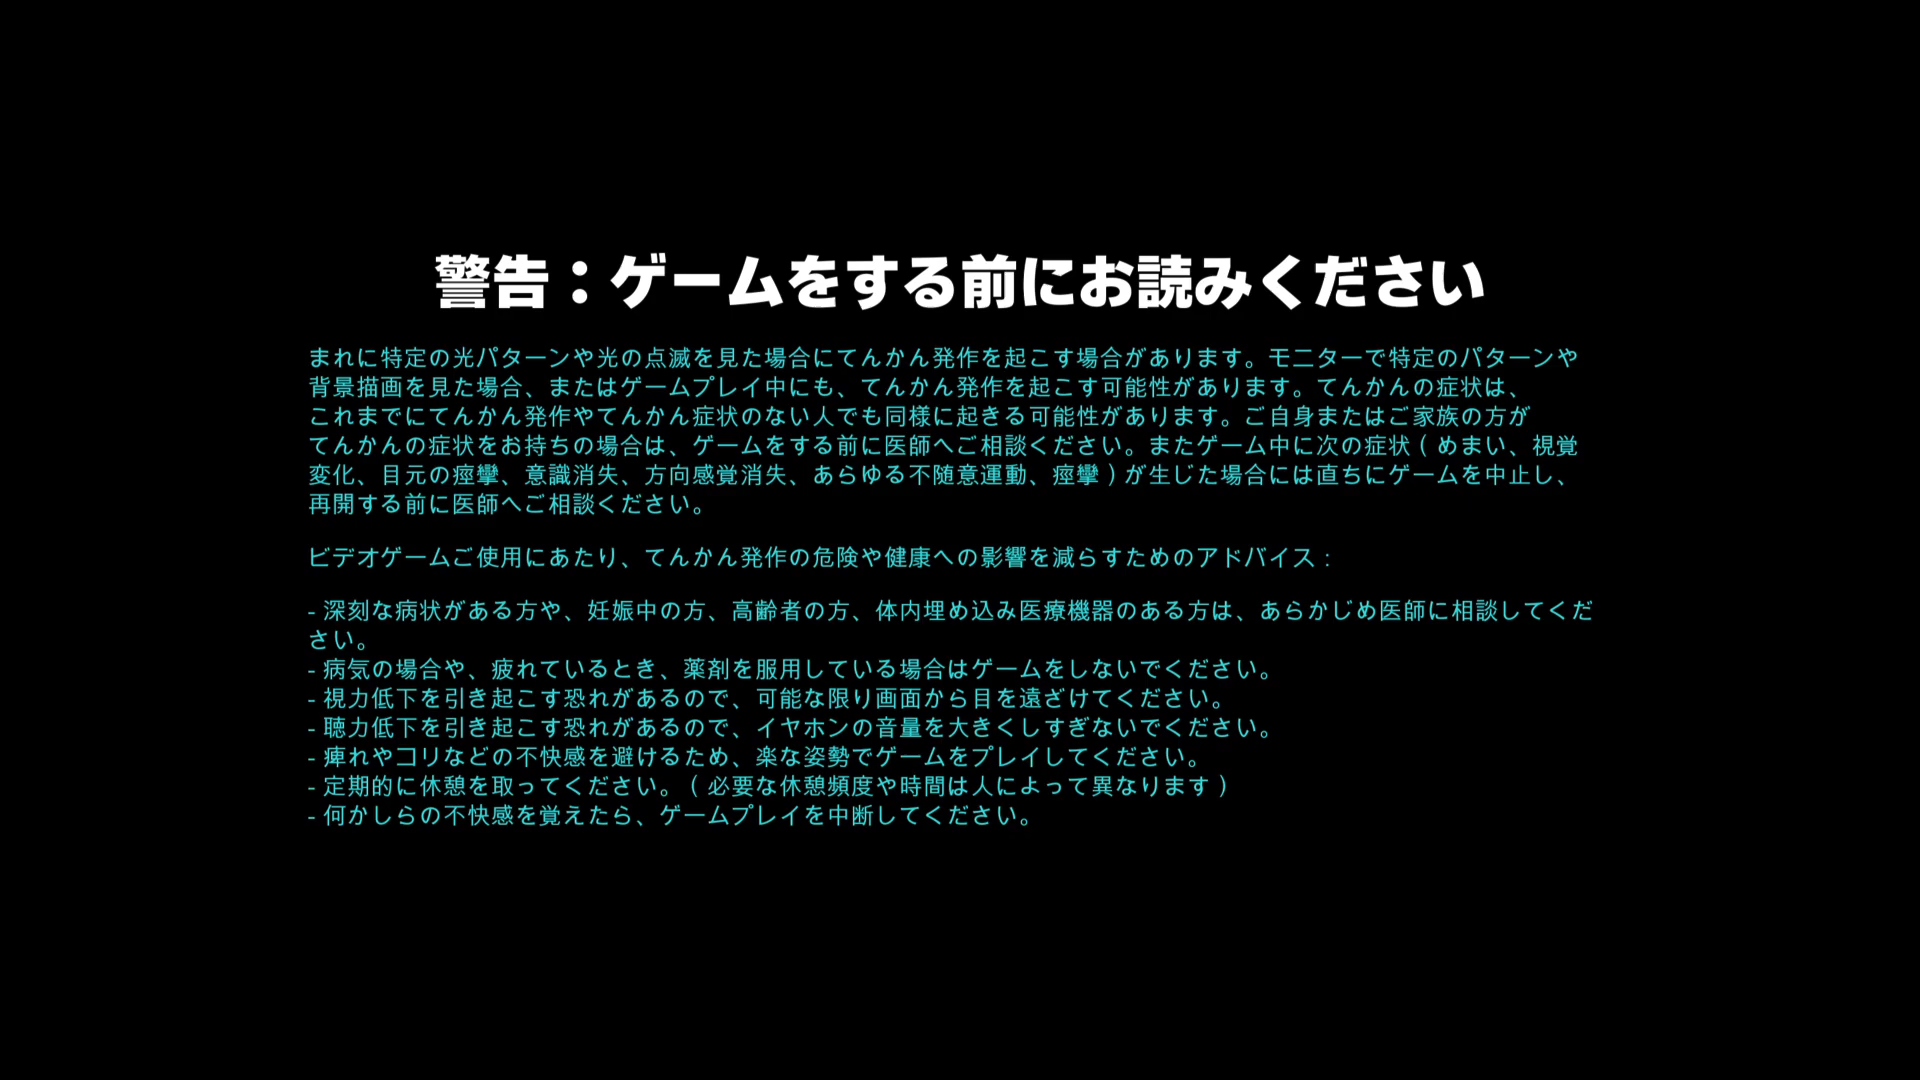 警告：ゲームをする前にお読みください
まれに特定の光パターンや光の点滅を見た場合にてんかん発作を起こす場合があります。モニターで特定のパターンや
背景描画を見た場合、またはゲームプレイ中にも、てんかん発作を起こす可能性があります。てんかんの症状は、
これまでにてんかん発作やてんかん症状のない人でも同様に起きる可能性があります。ご自身またはご家族の方が
てんかんの症状をお持ちの場合は、ゲームをする前に医師へご相談ください。またゲーム中に次の症状（めまい、視覚
変化、目元の痙攣、意識消失、方向感覚消失、あらゆる不随意運動、痙攣）が生じた場合には直ちにゲームを中止し、
再開する前に医師へご相談ください。
ビデオゲームご使用にあたり、てんかん発作の危険や健康への影響を減らすためのアドバイス：
- 深刻な病状がある方や、妊娠中の方、高齢者の方、体内埋め込み医療機器のある方は、あらかじめ医師に相談してくだ
さい。
- 病気の場合や、疲れているとき、薬剤を服用している場合はゲームをしないでください。
- 視力低下を引き起こす恐れがあるので、可能な限り画面から目を遠ざけてください。
- 聴力低下を引き起こす恐れがあるので、イヤホンの音量を大きくしすぎないでください。
- 痺れやコリなどの不快感を避けるため、楽な姿勢でゲームをプレイしてください。
- 定期的に休憩を取ってください。（必要な休憩頻度や時間は人によって異なります）
- 何かしらの不快感を覚えたら、ゲームプレイを中断してください。